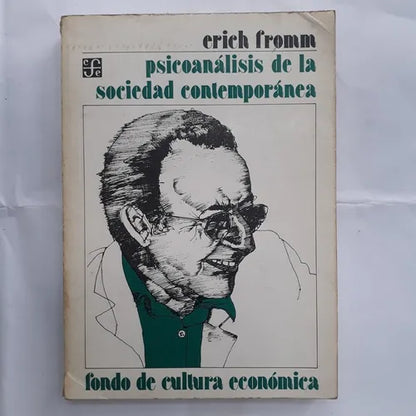 erich fromm
psicoanálisis de la
sociedad contemporánea
fondo de cultura económica